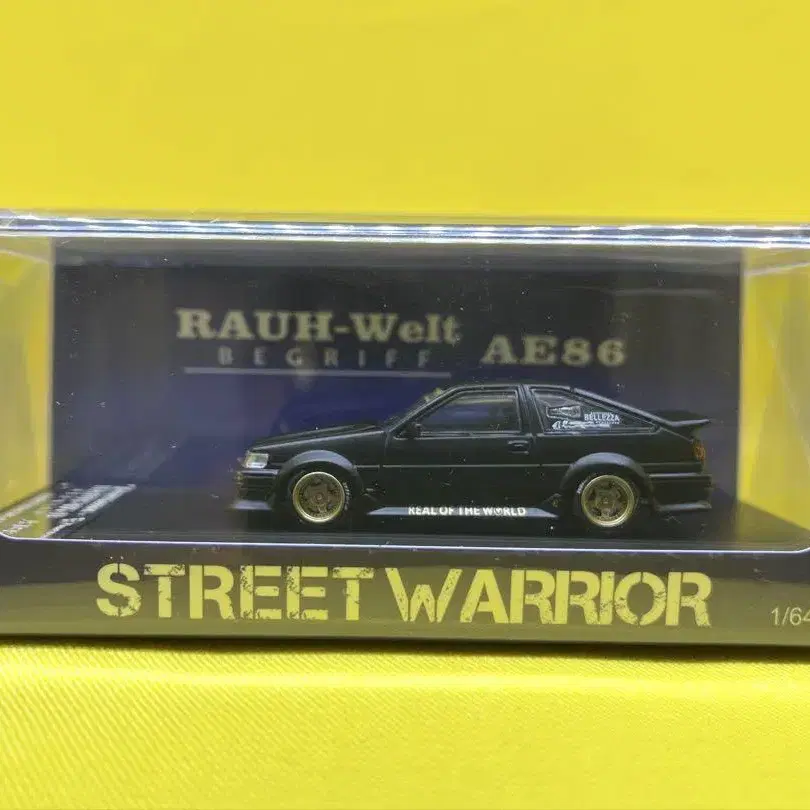 RAUH-Welt
BEGRIFF
AE86
BELLEZZA
REAL OF THE WORLD
STREET WARRIOR
1/64